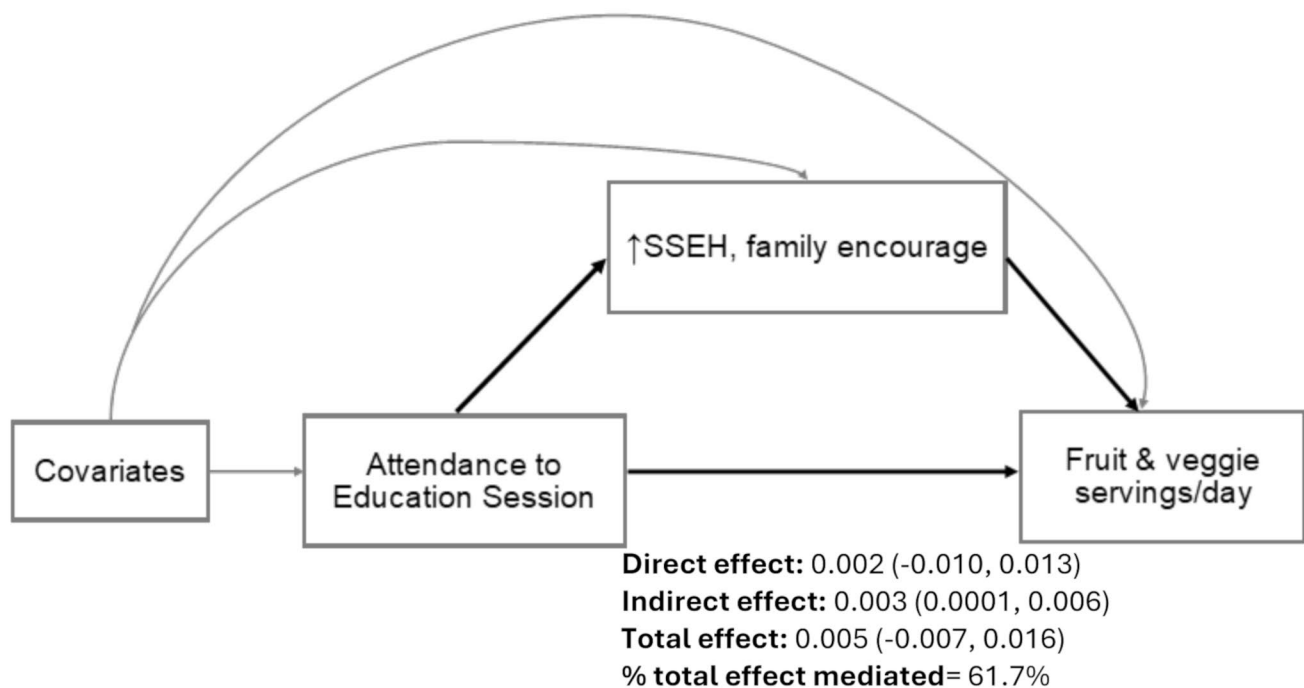 ↑SSEH, family encourage
Covariates
Attendance to
Education Session
Fruit & veggie
servings/day
Direct effect: 0.002 (-0.010, 0.013)
Indirect effect: 0.003 (0.0001, 0.006)
Total effect: 0.005 (-0.007, 0.016)
% total effect mediated= 61.7%